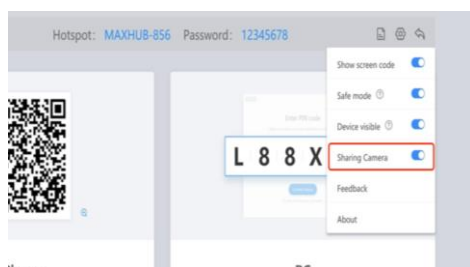 Hotspot: MAXHUB-856 Password: 12345678
Show screen code
Safe mode
Device visible
Sharing Camera
Feedback
About
L 8 8 X